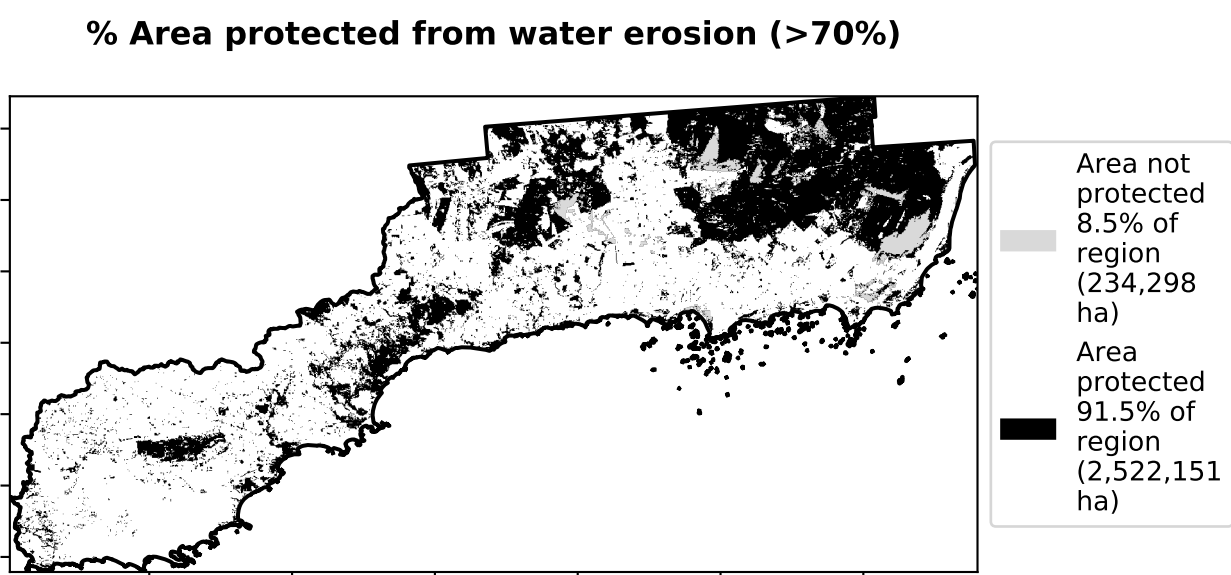 % Area protected from water erosion (>70%)
Area not
protected
8.5% of
region
(234,298
ha)
Area
protected
91.5% of
region
(2,522,151
ha)